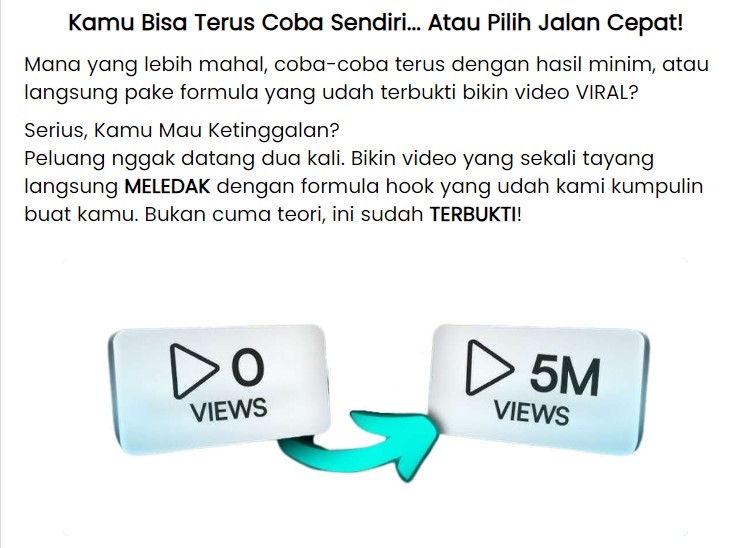 Kamu Bisa Terus Coba Sendiri... Atau Pilih Jalan Cepat!
Mana yang lebih mahal, coba-coba terus dengan hasil minim, atau
langsung pake formula yang udah terbukti bikin video VIRAL?
Serius, Kamu Mau Ketinggalan?
Peluang nggak datang dua kali. Bikin video yang sekali tayang
langsung MELEDAK dengan formula hook yang udah kami kumpulin
buat kamu. Bukan cuma teori, ini sudah TERBUKTI!
0
VIEWS
5M
VIEWS